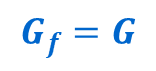 G_f = G